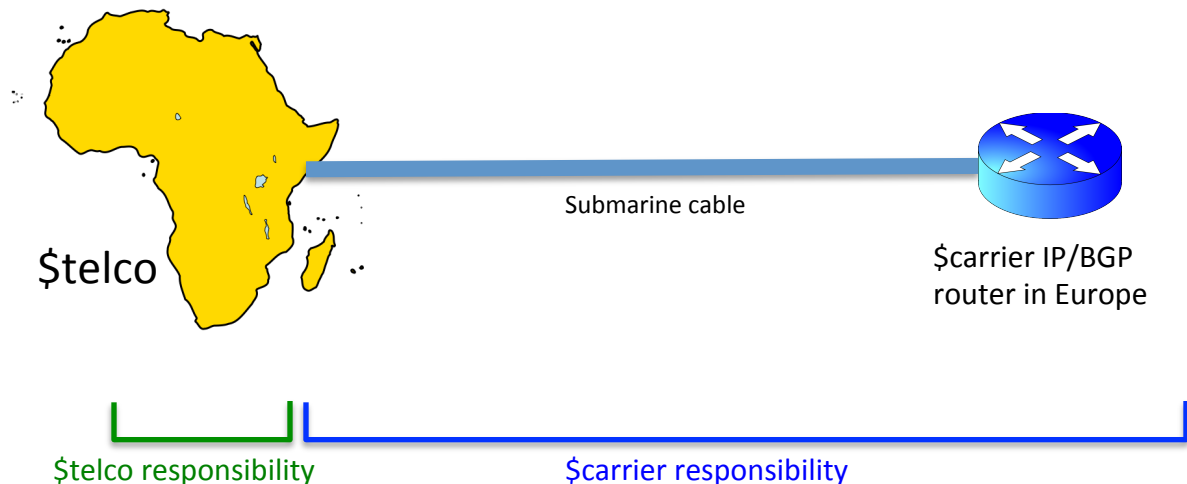 Submarine cable
$telco
$carrier IP/BGP
router in Europe
$telco responsibility
$carrier responsibility